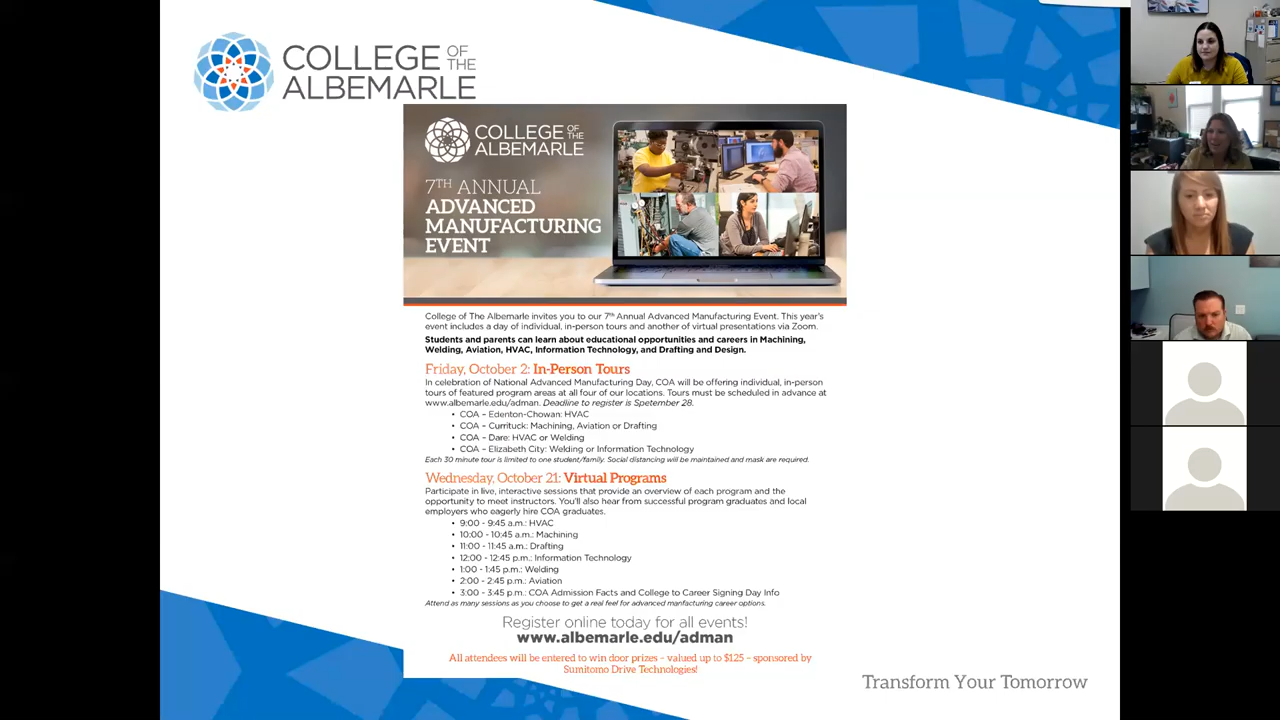 COLLEGE OF THE
ALBEMARLE
COLLEGE OF THE
ALBEMARLE
7TH ANNUAL
ADVANCED
MANUFACTURING
EVENT
College of The Albemarle invites you to our 7th Annual Advanced Manufacturing Event. This year's
event includes a day of individual, in-person tours and another of virtual presentations via Zoom.
Students and parents can learn about educational opportunities and careers in Machining,
Welding, Aviation, HVAC, Information Technology, and Drafting and Design.
Friday, October 2: In-Person Tours
In celebration of National Advanced Manufacturing Day, COA will be offering individual, in-person
tours of featured program areas at all four of our locations. Tours must be scheduled in advance at
www.albemarle.edu/adman. Deadline to register is Spetember 28.
• COA – Edenton-Chowan: HVAC
• COA – Currituck: Machining, Aviation or Drafting
• COA – Dare: HVAC or Welding
• COA – Elizabeth City: Welding or Information Technology
Each 30 minute tour is limited to one student/family. Social distancing will be maintained and mask are required.
Wednesday, October 21: Virtual Programs
Participate in live, interactive sessions that provide an overview of each program and the
opportunity to meet instructors. You'll also hear from successful program graduates and local
employers who eagerly hire COA graduates.
• 9:00 - 9:45 a.m.: HVAC
• 10:00 - 10:45 a.m.: Machining
• 11:00 - 11:45 a.m.: Drafting
• 12:00 - 12:45 p.m.: Information Technology
• 1:00 - 1:45 p.m.: Welding
• 2:00 - 2:45 p.m.: Aviation
• 3:00 - 3:45 p.m.: COA Admission Facts and College to Career Signing Day Info
Attend as many sessions as you choose to get a real feel for advanced manfacturing career options.
Register online today for all events!
www.albemarle.edu/adman
All attendees will be entered to win door prizes – valued up to $125 – sponsored by
Sumitomo Drive Technologies!
Transform Your Tomorrow